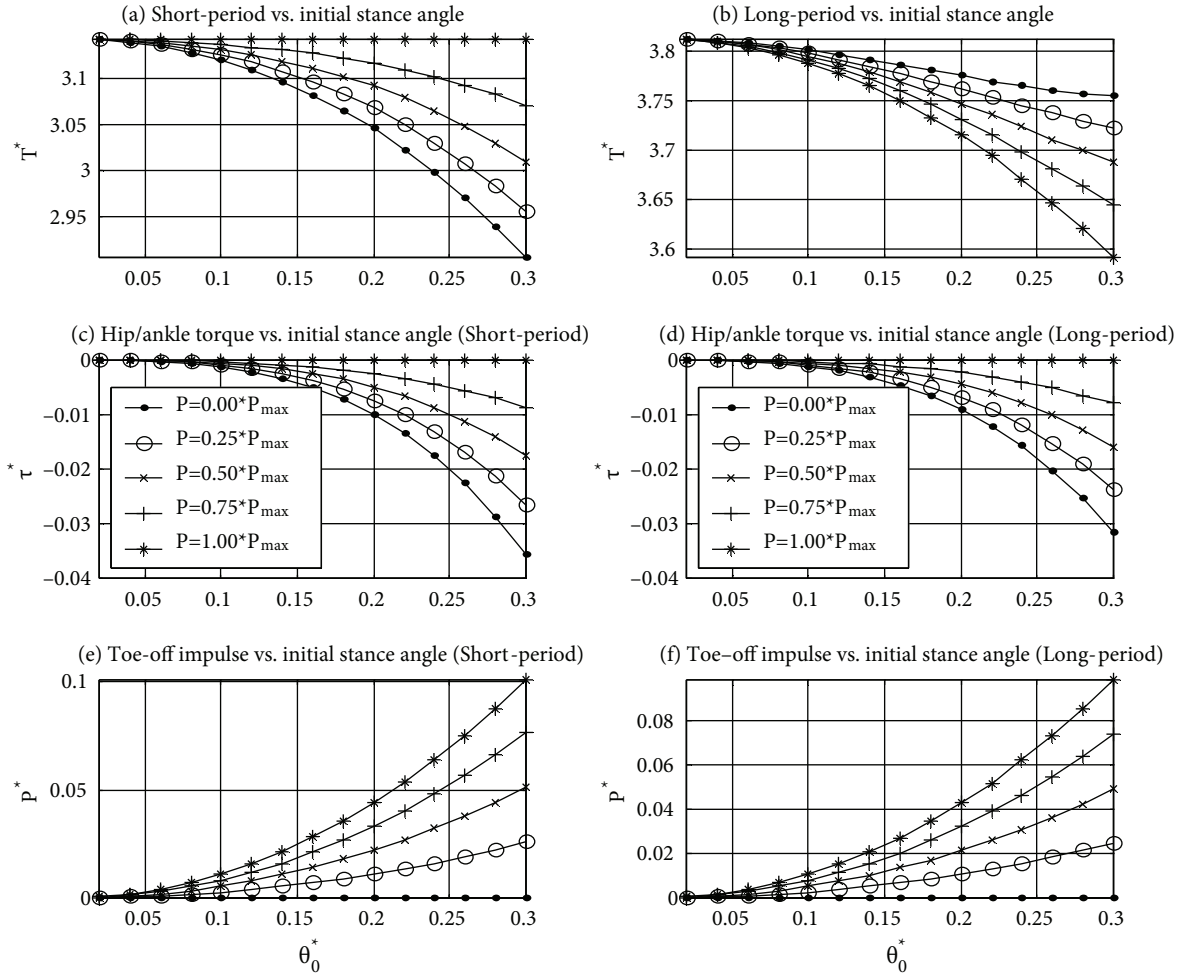 (a) Short-period vs. initial stance angle
T*
3.1
3.05
3
2.95
0.05 0.1 0.15 0.2 0.25 0.3
(b) Long-period vs. initial stance angle
T*
3.8
3.75
3.7
3.65
3.6
0.05 0.1 0.15 0.2 0.25 0.3
(c) Hip/ankle torque vs. initial stance angle (Short-period)
τ*
0
−0.01
−0.02
−0.03
−0.04
P=0.00*Pmax
P=0.25*Pmax
P=0.50*Pmax
P=0.75*Pmax
P=1.00*Pmax
0.05 0.1 0.15 0.2 0.25 0.3
(d) Hip/ankle torque vs. initial stance angle (Long-period)
τ*
0
−0.01
−0.02
−0.03
−0.04
P=0.00*Pmax
P=0.25*Pmax
P=0.50*Pmax
P=0.75*Pmax
P=1.00*Pmax
0.05 0.1 0.15 0.2 0.25 0.3
(e) Toe-off impulse vs. initial stance angle (Short-period)
P*
0.1
0.05
0
0.05 0.1 0.15 0.2 0.25 0.3
θ0*
(f) Toe–off impulse vs. initial stance angle (Long-period)
P*
0.08
0.06
0.04
0.02
0
0.05 0.1 0.15 0.2 0.25 0.3
θ0*